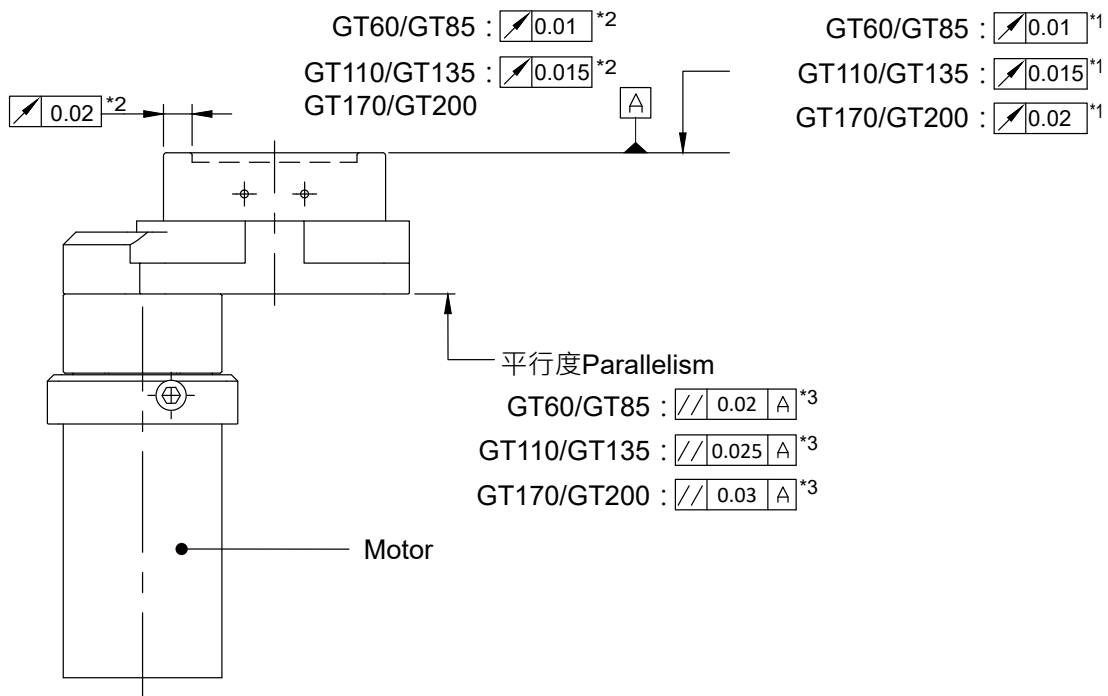 GT60/GT85 : 0.01 *2
GT110/GT135 : 0.015 *2
GT170/GT200
GT60/GT85 : 0.01 *1
GT110/GT135 : 0.015 *1
GT170/GT200 : 0.02 *1
0.02 *2
A
平行度Parallelism
GT60/GT85 : // 0.02 A *3
GT110/GT135 : // 0.025 A *3
GT170/GT200 : // 0.03 A *3
Motor